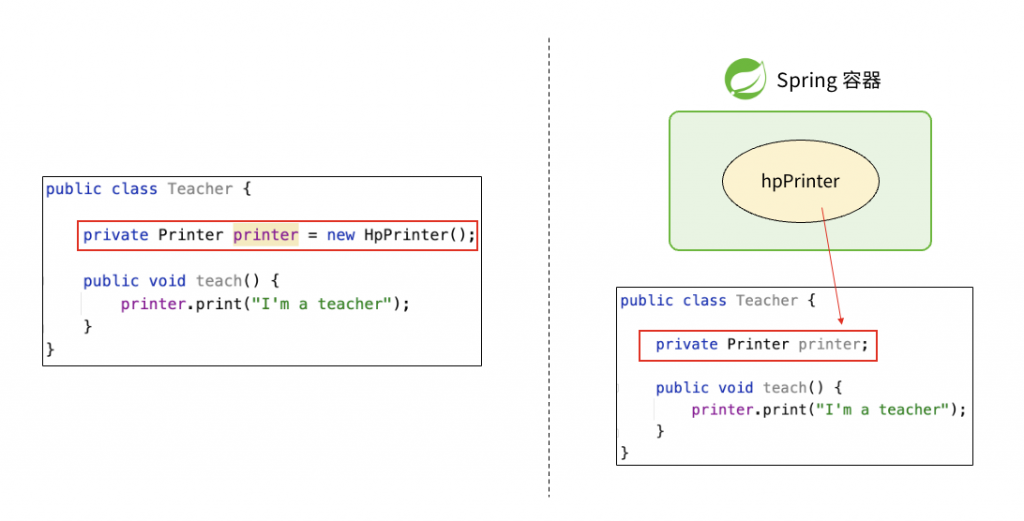 public class Teacher {
private Printer printer = new HpPrinter();
public void teach() {
printer.print("I'm a teacher");
}
}
Spring 容器
hpPrinter
public class Teacher {
private Printer printer;
public void teach() {
printer.print("I'm a teacher");
}
}